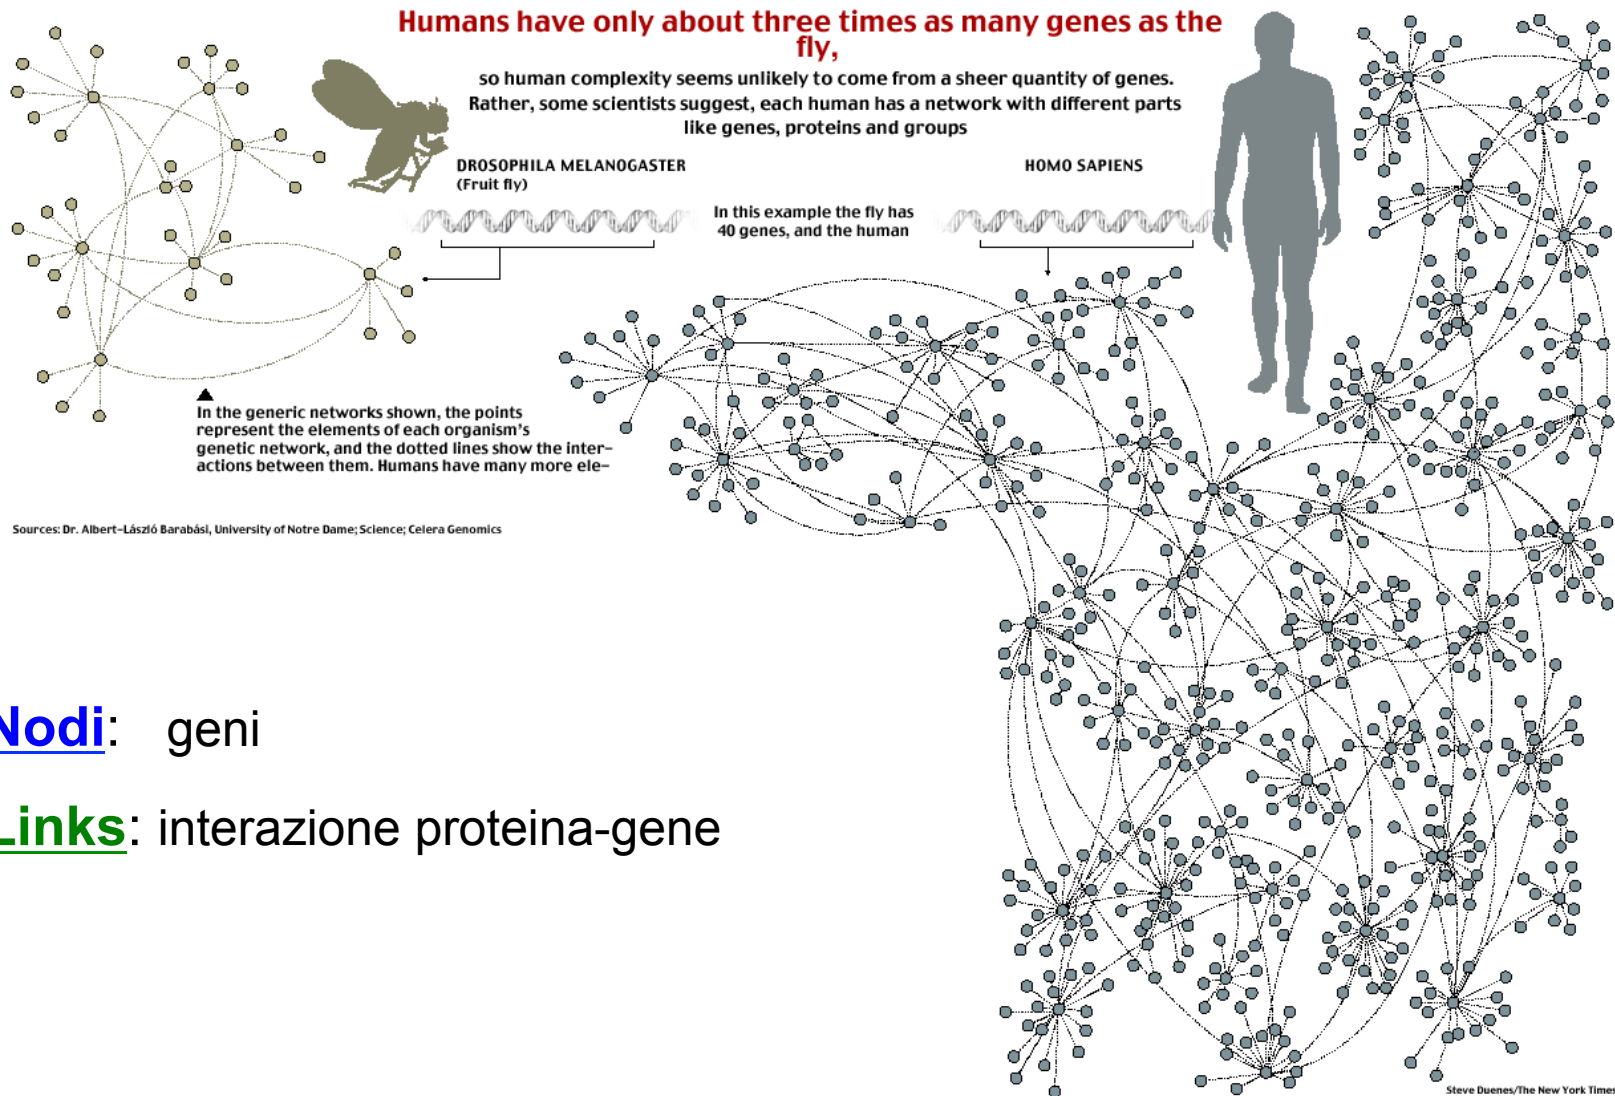 Humans have only about three times as many genes as the
fly,
so human complexity seems unlikely to come from a sheer quantity of genes.
Rather, some scientists suggest, each human has a network with different parts
like genes, proteins and groups
DROSOPHILA MELANOGASTER
(Fruit fly)
HOMO SAPIENS
In this example the fly has
40 genes, and the human
In the generic networks shown, the points
represent the elements of each organism's
genetic network, and the dotted lines show the inter-
actions between them. Humans have many more ele-
Sources: Dr. Albert-László Barabási, University of Notre Dame; Science; Celera Genomics
Nodi: geni
Links: interazione proteina-gene
Steve Duenes/The New York Times